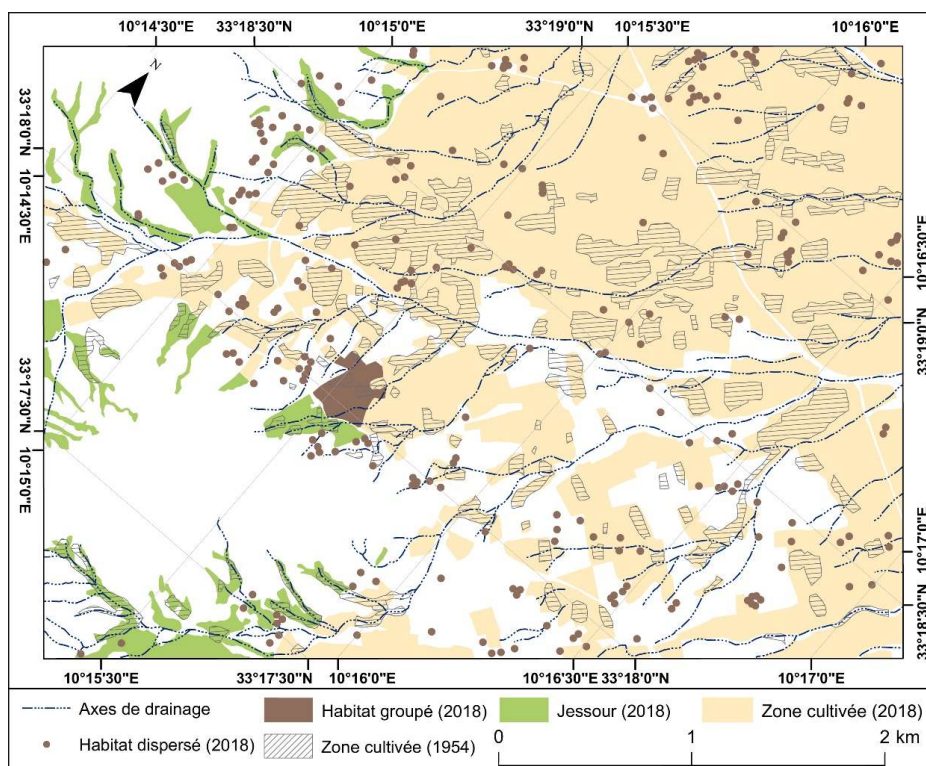 10°14'30"E 33°18'30"N 10°15'0"E 33°19'0"N 10°15'30"E 10°16'0"E
N
33°18'0"N
10°14'30"E
33°17'30"N
10°15'0"E
10°16'30"E
33°19'0"N
10°17'0"E
33°18'30"N
10°15'30"E 33°17'30"N 10°16'0"E 10°16'30"E 33°18'0"N 10°17'0"E
Axes de drainage Habitat groupé (2018) Jessour (2018) Zone cultivée (2018)
Habitat dispersé (2018) Zone cultivée (1954)
0 1 2 km